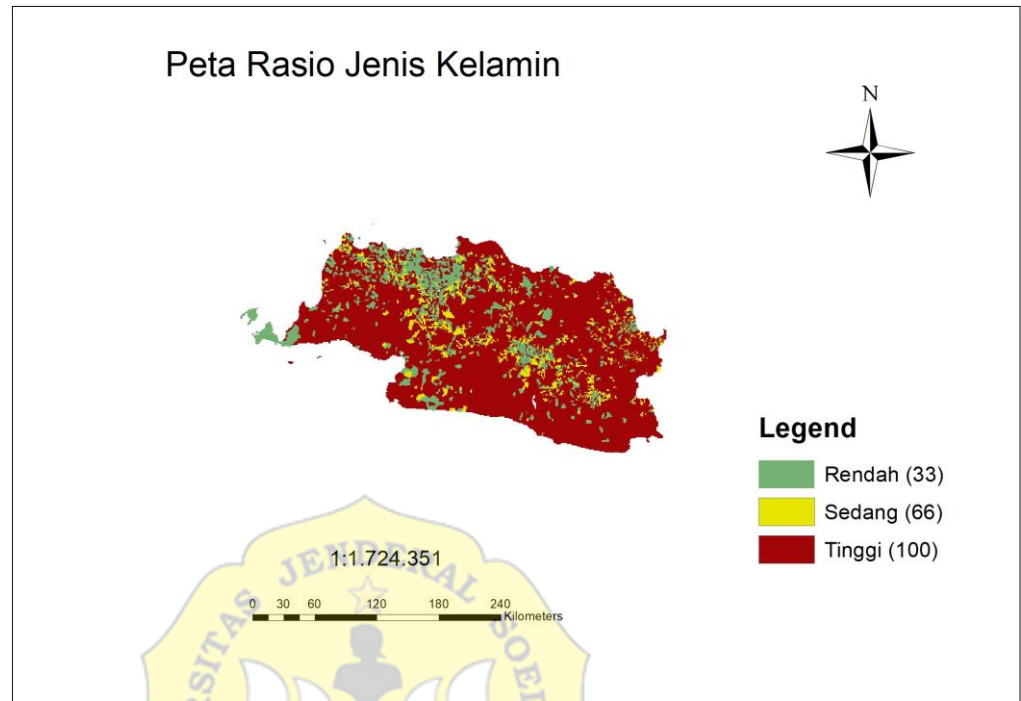 Peta Rasio Jenis Kelamin
N
Legend
Rendah (33)
Sedang (66)
Tinggi (100)
1:1.724.351
0 30 60 120 180 240
Kilometers
JENDERAL